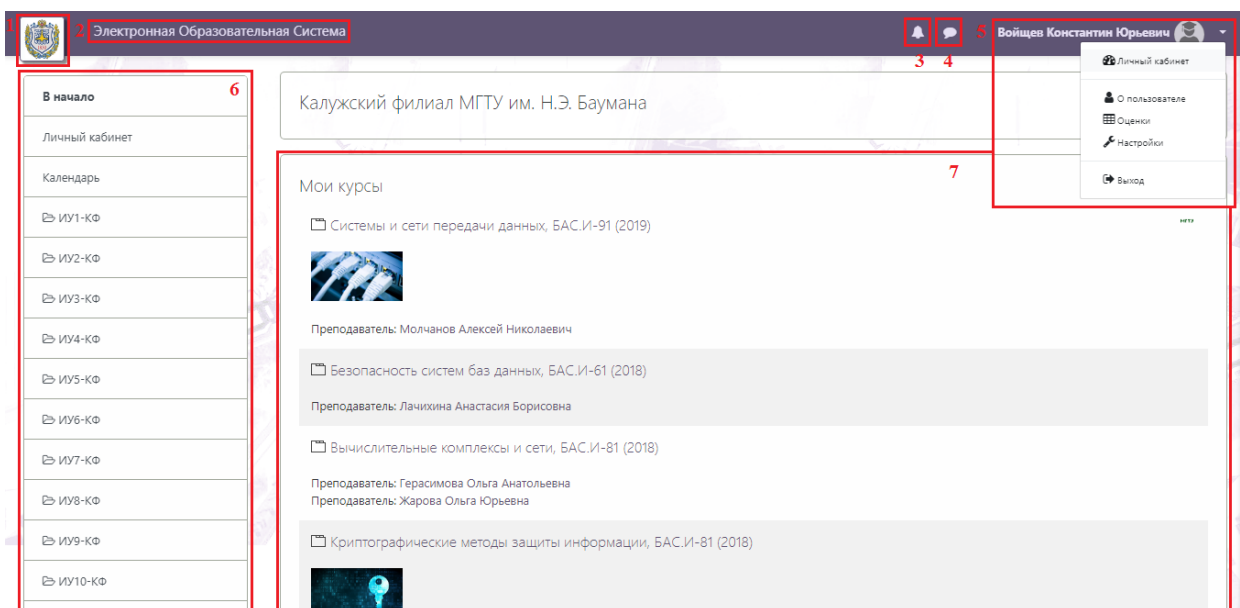 1
2
Электронная Образовательная Система
3
4
5
Войщев Константин Юрьевич
Личный кабинет
О пользователе
Оценки
Настройки
Выход
6
В начало
Личный кабинет
Календарь
ИУ1-КФ
ИУ2-КФ
ИУ3-КФ
ИУ4-КФ
ИУ5-КФ
ИУ6-КФ
ИУ7-КФ
ИУ8-КФ
ИУ9-КФ
ИУ10-КФ
Калужский филиал МГТУ им. Н.Э. Баумана
7
Мои курсы
Системы и сети передачи данных, БАС.И-91 (2019)
Преподаватель: Молчанов Алексей Николаевич
Безопасность систем баз данных, БАС.И-61 (2018)
Преподаватель: Лачихина Анастасия Борисовна
Вычислительные комплексы и сети, БАС.И-81 (2018)
Преподаватель: Герасимова Ольга Анатольевна
Преподаватель: Жарова Ольга Юрьевна
Криптографические методы защиты информации, БАС.И-81 (2018)